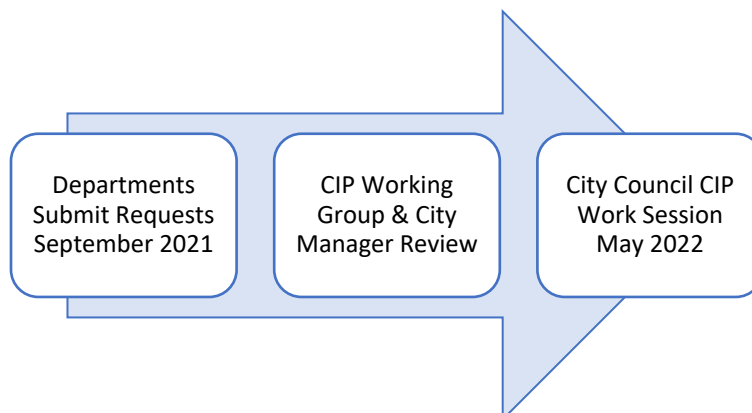 Departments
Submit Requests
September 2021
CIP Working
Group & City
Manager Review
City Council CIP
Work Session
May 2022